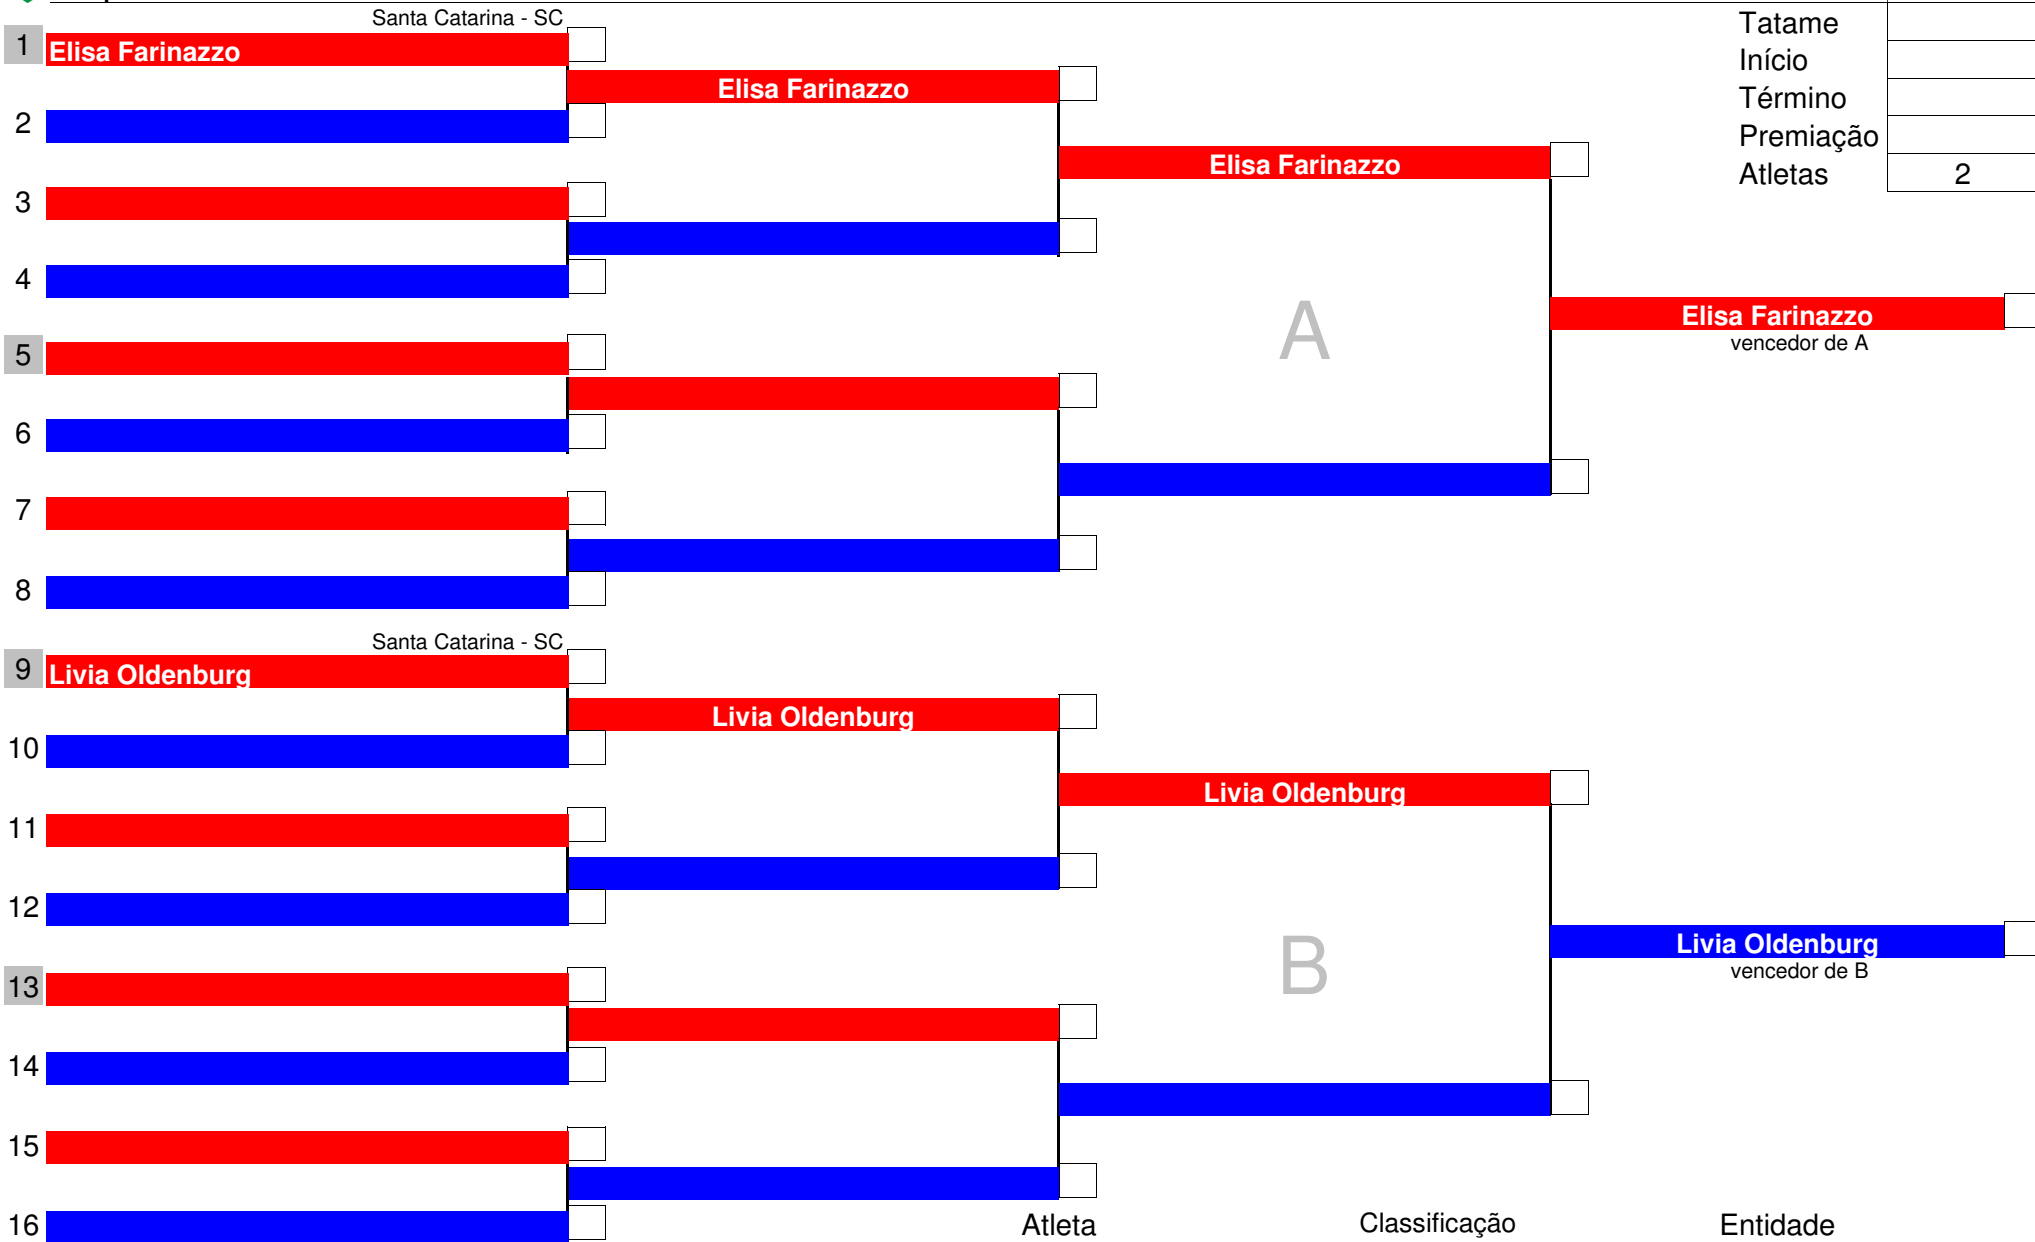 Santa Catarina - SC
1 Elisa Farinazzo
Elisa Farinazzo
2
Elisa Farinazzo
3
4
Elisa Farinazzo
vencedor de A
A
5
6
7
8
Santa Catarina - SC
9 Livia Oldenburg
Livia Oldenburg
10
Livia Oldenburg
11
12
Livia Oldenburg
vencedor de B
B
13
14
15
16
Tatame
Início
Término
Premiação
Atletas 2
Atleta Classificação Entidade